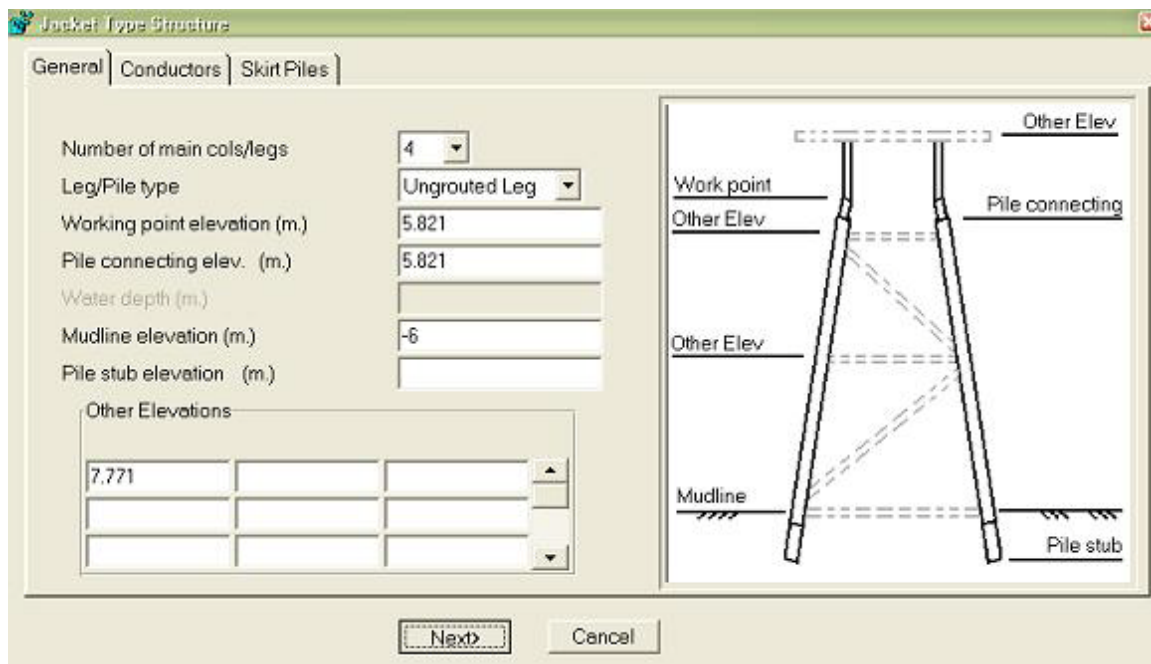 Jacket Type Structure
General Conductors Skirt Piles
Number of main cols/legs 4
Leg/Pile type Ungrouted Leg
Working point elevation (m.) 5.821
Pile connecting elev. (m.) 5.821
Water depth (m.)
Mudline elevation (m.) -6
Pile stub elevation (m.)
Other Elevations
7.771
Other Elev
Work point
Pile connecting
Other Elev
Other Elev
Mudline
Pile stub
Next> Cancel